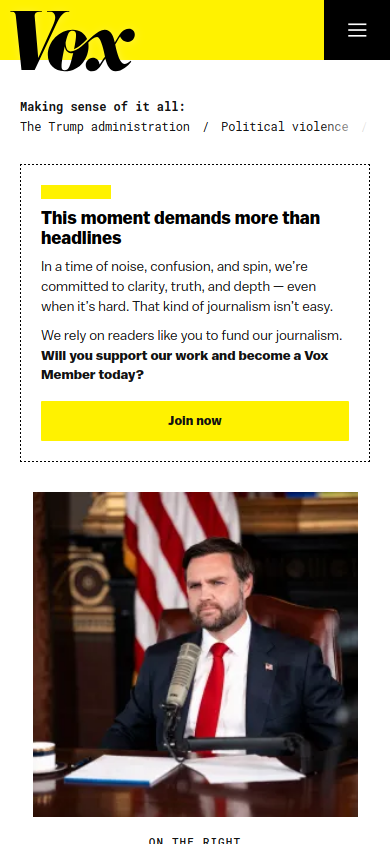 Vox
Making sense of it all:
The Trump administration / Political violence /
This moment demands more than
headlines
In a time of noise, confusion, and spin, we’re
committed to clarity, truth, and depth — even
when it’s hard. That kind of journalism isn’t easy.
We rely on readers like you to fund our journalism.
Will you support our work and become a Vox
Member today?
Join now
ON THE RIGHT